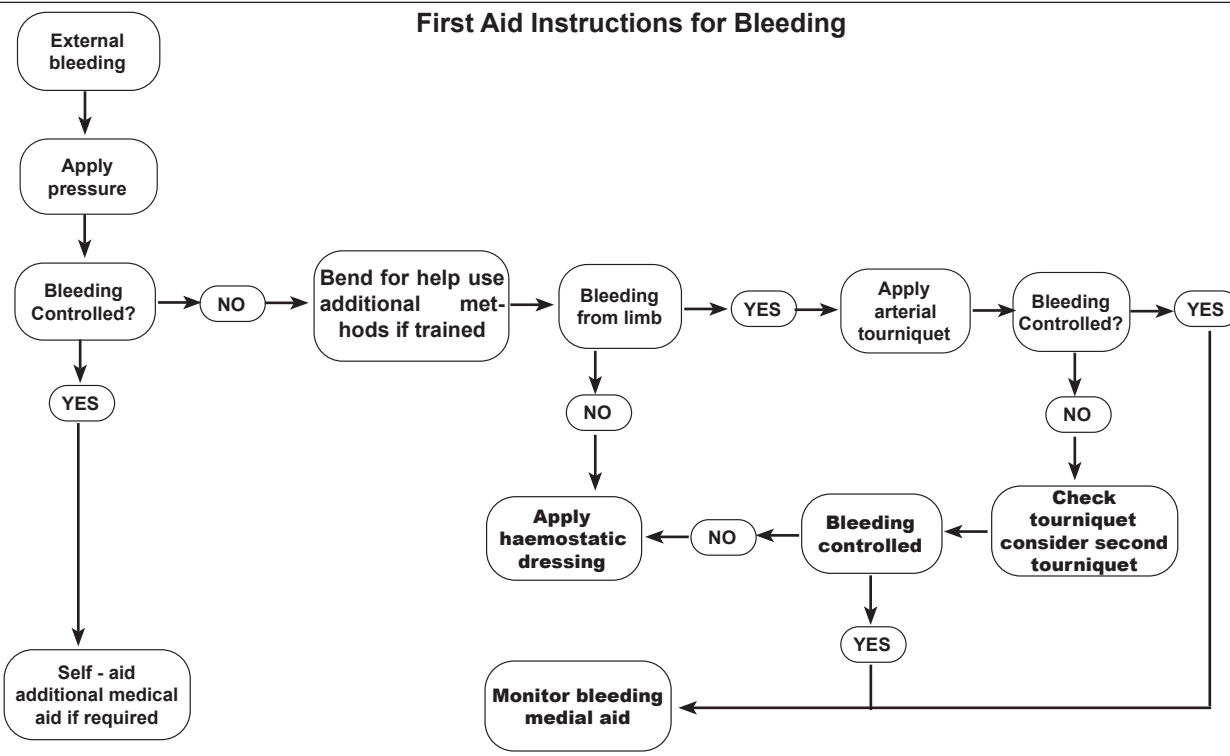 First Aid Instructions for Bleeding
External
bleeding
Apply
pressure
Bleeding
Controlled?
NO
Bend for help use
additional met-
hods if trained
Bleeding
from limb
YES
Apply
arterial
tourniquet
Bleeding
Controlled?
YES
YES
NO
NO
Apply
haemostatic
dressing
NO
Bleeding
controlled
Check
tourniquet
consider second
tourniquet
YES
Self - aid
additional medical
aid if required
Monitor bleeding
medial aid